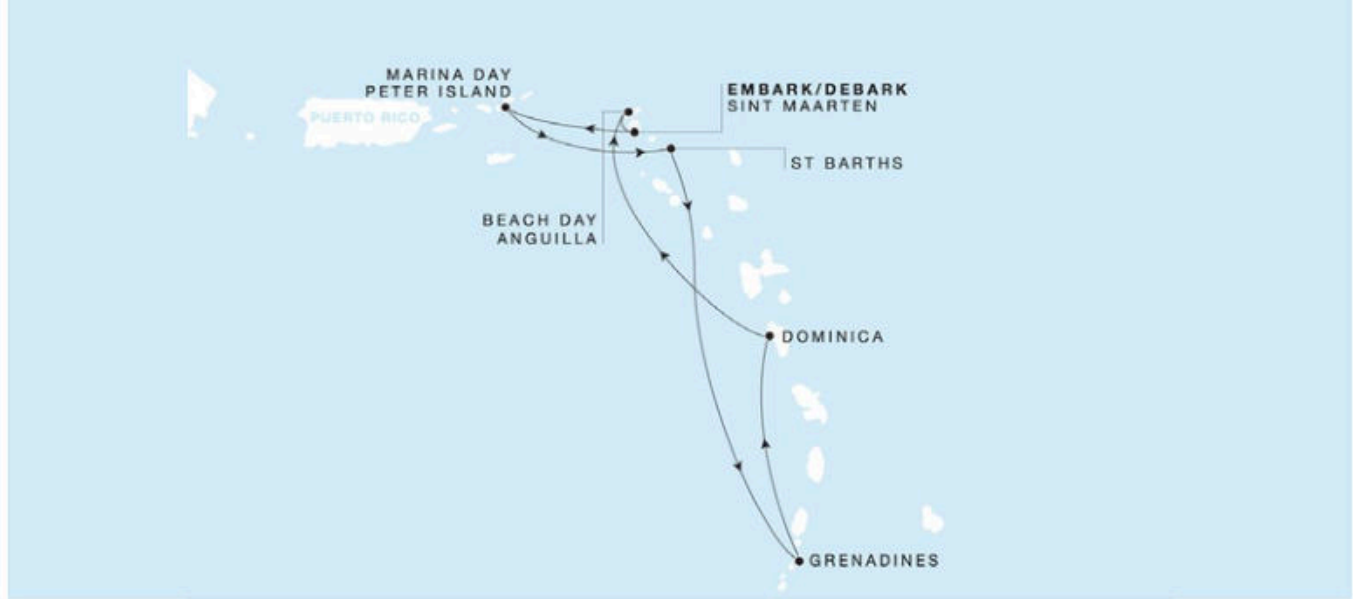 MARINA DAY
PETER ISLAND
EMBARK/DEBARK
SINT MAARTEN
PUERTO RICO
ST BARTHS
BEACH DAY
ANGUILLA
DOMINICA
GRENADINES